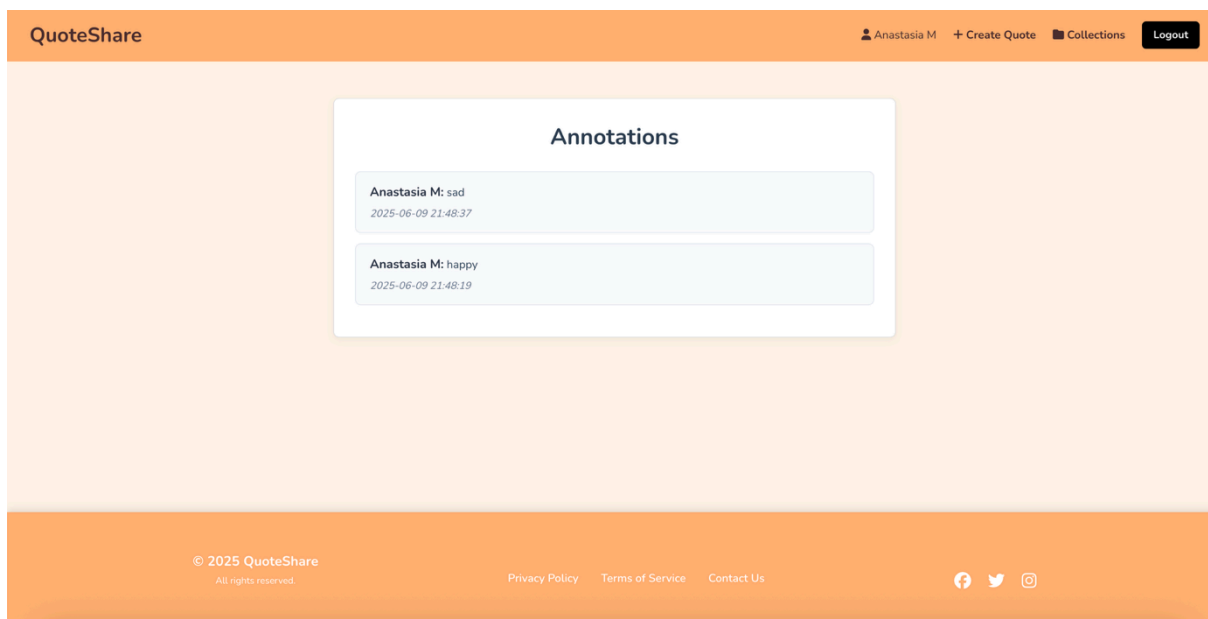 QuoteShare
Anastasia M + Create Quote Collections Logout
Annotations
Anastasia M: sad
2025-06-09 21:48:37
Anastasia M: happy
2025-06-09 21:48:19
© 2025 QuoteShare
All rights reserved.
Privacy Policy Terms of Service Contact Us